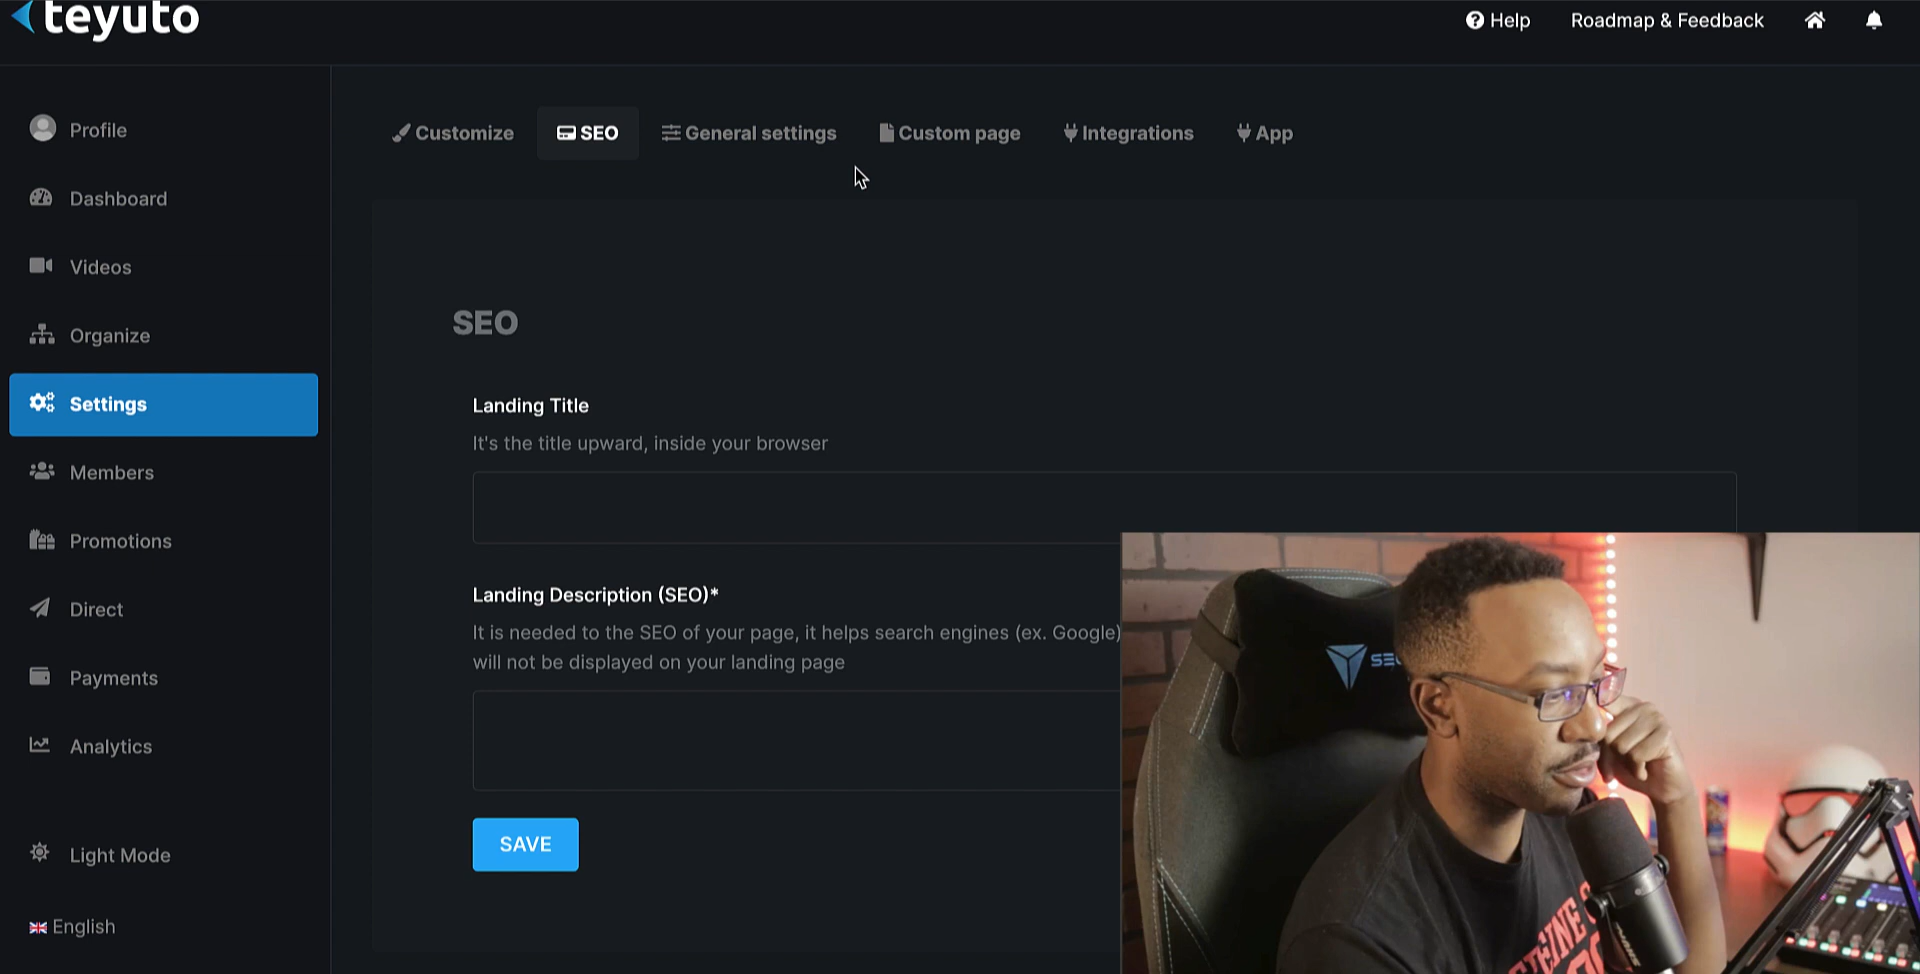 teyuto
Help
Roadmap & Feedback
Profile
Dashboard
Videos
Organize
Settings
Members
Promotions
Direct
Payments
Analytics
Light Mode
English
Customize
SEO
General settings
Custom page
Integrations
App
SEO
Landing Title
It's the title upward, inside your browser
Landing Description (SEO)*
It is needed to the SEO of your page, it helps search engines (ex. Google)
will not be displayed on your landing page
SAVE